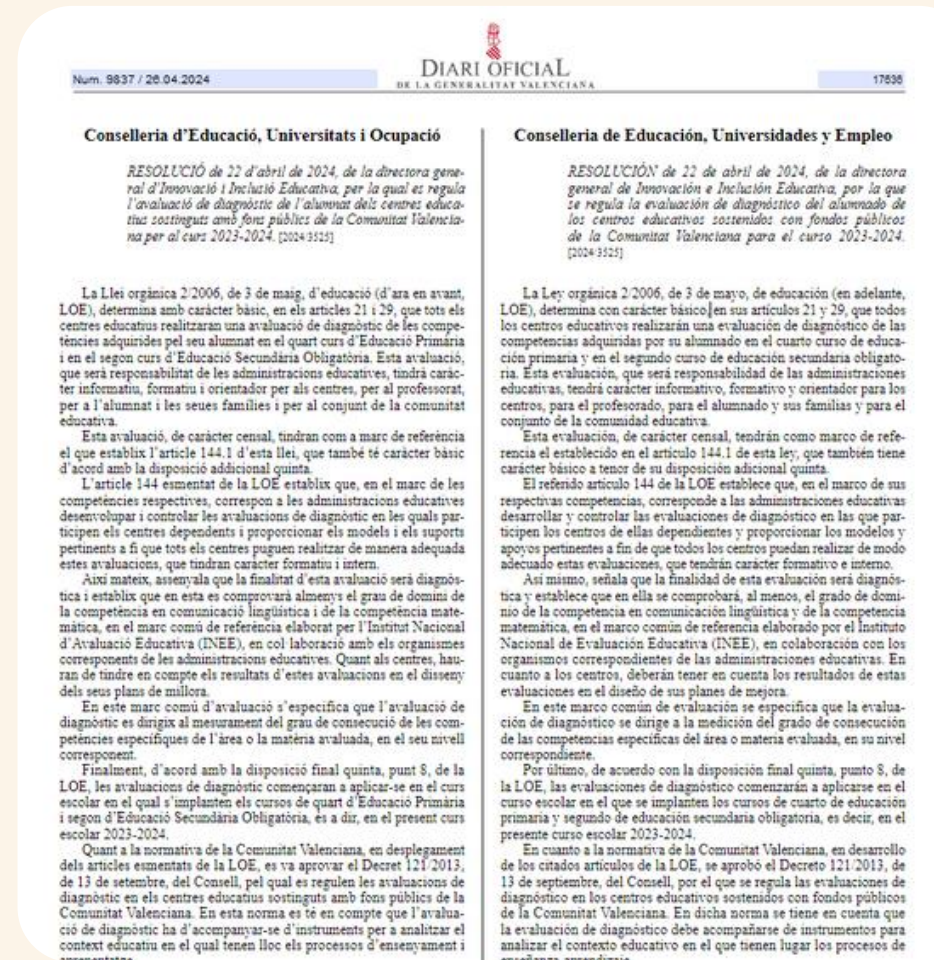 Num. 9837 / 26.04.2024
DIARI OFICIAL
DE LA GENERALITAT VALENCIANA
17636
Conselleria d'Educació, Universitats i Ocupació
RESOLUCIÓ de 22 d'abril de 2024, de la directora gene-
ral d'Innovació i Inclusió Educativa, per la qual es regula
l'avaluació de diagnòstic de l'alumnat dels centres educa-
tius sostinguts amb fons públics de la Comunitat Valencia-
na per al curs 2023-2024. [2024/3525]
La Llei orgànica 2/2006, de 3 de maig, d'educació (d'ara en avant,
LOE), determina amb caràcter bàsic, en els articles 21 i 29, que tots els
centres educatius realitzaran una avaluació de diagnòstic de les compe-
tències adquirides pel seu alumnat en el quart curs d'Educació Primària
i en el segon curs d'Educació Secundària Obligatòria. Esta avaluació,
que serà responsabilitat de les administracions educatives, tindrà caràc-
ter informatiu, formatiu i orientador per als centres, per al professorat,
per a l'alumnat i les seues famílies i per al conjunt de la comunitat
educativa.
Esta avaluació, de caràcter censal, tindran com a marc de referència
el que establix l'article 144.1 d'esta llei, que també té caràcter bàsic
d'acord amb la disposició addicional quinta.
L'article 144 esmentat de la LOE establix que, en el marc de les
competències respectives, correspon a les administracions educatives
desenvolupar i controlar les avaluacions de diagnòstic en les quals par-
ticipen els centres dependents i proporcionar els models i els suports
pertinents a fi que tots els centres puguen realitzar de manera adequada
estes avaluacions, que tindran caràcter formatiu i intern.
Així mateix, assenyala que la finalitat d'esta avaluació serà diagnòs-
tica i establix que en esta es comprovarà almenys el grau de domini de
la competència en comunicació lingüística i de la competència mate-
màtica, en el marc comú de referència elaborat per l'Institut Nacional
d'Avaluació Educativa (INEE), en col·laboració amb els organismes
corresponents de les administracions educatives. Quant als centres, hau-
ran de tindre en compte els resultats d'estes avaluacions en el disseny
dels seus plans de millora.
En este marc comú d'avaluació s'especifica que l'avaluació de
diagnòstic es dirigix al mesurament del grau de consecució de les com-
petències específiques de l'àrea o la matèria avaluada, en el seu nivell
corresponent.
Finalment, d'acord amb la disposició final quinta, punt 8, de la
LOE, les avaluacions de diagnòstic començaran a aplicar-se en el curs
escolar en el qual s'implanten els cursos de quart d'Educació Primària
i segon d'Educació Secundària Obligatòria, és a dir, en el present curs
escolar 2023-2024.
Quant a la normativa de la Comunitat Valenciana, en desplegament
dels articles esmentats de la LOE, es va aprovar el Decret 121/2013,
de 13 de setembre, del Consell, pel qual es regulen les avaluacions de
diagnòstic en els centres educatius sostinguts amb fons públics de la
Comunitat Valenciana. En esta norma es té en compte que l'avalua-
ció de diagnòstic ha d'acompanyar-se d'instruments per a analitzar el
context educatiu en el qual tenen lloc els processos d'ensenyament i
Conselleria de Educación, Universidades y Empleo
RESOLUCIÓN de 22 de abril de 2024, de la directora
general de Innovación e Inclusión Educativa, por la que
se regula la evaluación de diagnóstico del alumnado de
los centros educativos sostenidos con fondos públicos
de la Comunitat Valenciana para el curso 2023-2024.
[2024/3525]
La Ley orgánica 2/2006, de 3 de mayo, de educación (en adelante,
LOE), determina con carácter básico, en sus artículos 21 y 29, que todos
los centros educativos realizarán una evaluación de diagnóstico de las
competencias adquiridas por su alumnado en el cuarto curso de educa-
ción primaria y en el segundo curso de educación secundaria obligato-
ria. Esta evaluación, que será responsabilidad de las administraciones
educativas, tendrá carácter informativo, formativo y orientador para los
centros, para el profesorado, para el alumnado y sus familias y para el
conjunto de la comunidad educativa.
Esta evaluación, de carácter censal, tendrán como marco de refe-
rencia el establecido en el artículo 144.1 de esta ley, que también tiene
carácter básico a tenor de su disposición adicional quinta.
El referido artículo 144 de la LOE establece que, en el marco de sus
respectivas competencias, corresponde a las administraciones educativas
desarrollar y controlar las evaluaciones de diagnóstico en las que par-
ticipen los centros de ellas dependientes y proporcionar los modelos y
apoyos pertinentes a fin de que todos los centros puedan realizar de modo
adecuado estas evaluaciones, que tendrán carácter formativo e interno.
Así mismo, señala que la finalidad de esta evaluación será diagnós-
tica y establece que en ella se comprobará, al menos, el grado de domi-
nio de la competencia en comunicación lingüística y de la competencia
matemática, en el marco común de referencia elaborado por el Instituto
Nacional de Evaluación Educativa (INEE), en colaboración con los
organismos correspondientes de las administraciones educativas. En
cuanto a los centros, deberán tener en cuenta los resultados de estas
evaluaciones en el diseño de sus planes de mejora.
En este marco común de evaluación se especifica que la evalua-
ción de diagnóstico se dirige a la medición del grado de consecución
de las competencias específicas del área o materia evaluada, en su nivel
correspondiente.
Por último, de acuerdo con la disposición final quinta, punto 8, de
la LOE, las evaluaciones de diagnóstico comenzarán a aplicarse en el
curso escolar en el que se implanten los cursos de cuarto de educación
primaria y segundo de educación secundaria obligatoria, es decir, en el
presente curso escolar 2023-2024.
En cuanto a la normativa de la Comunitat Valenciana, en desarrollo
de los citados artículos de la LOE, se aprobó el Decreto 121/2013, de
13 de septiembre, del Consell, por el que se regula las evaluaciones de
diagnóstico en los centros educativos sostenidos con fondos públicos
de la Comunitat Valenciana. En dicha norma se tiene en cuenta que
la evaluación de diagnóstico debe acompañarse de instrumentos para
analizar el contexto educativo en el que tienen lugar los procesos de